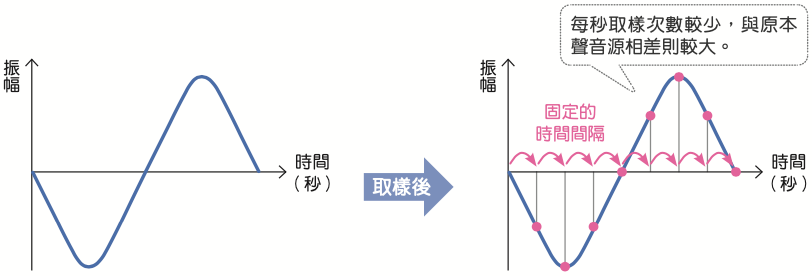 振幅
時間
（秒）
取樣後
每秒取樣次數較少，與原本
聲音源相差則較大。
振幅
固定的
時間間隔
時間
（秒）